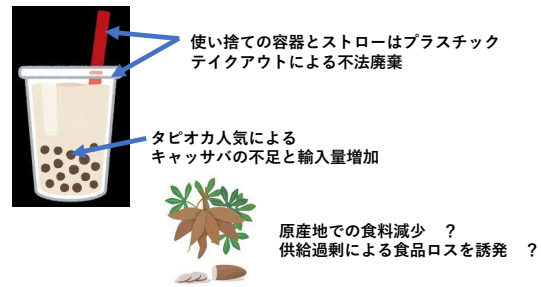 使い捨ての容器とストローはプラスチック
テイクアウトによる不法廃棄
タピオカ人気による
キャッサバの不足と輸入量増加
原産地での食料減少　？
供給過剰による食品ロスを誘発　？